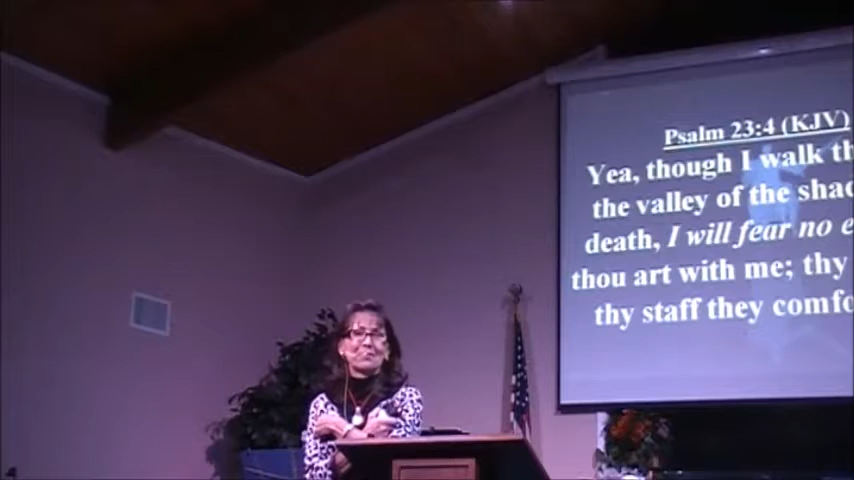 Psalm 23:4 (KJV)
Yea, though I walk th
the valley of the shad
death, I will fear no e
thou art with me; thy
thy staff they comfo